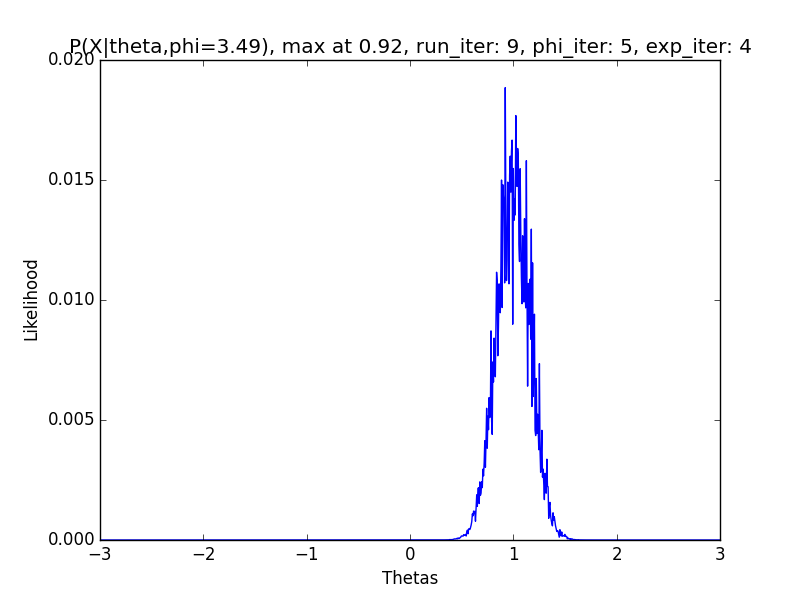 P(X|theta,phi=3.49), max at 0.92, run_iter: 9, phi_iter: 5, exp_iter: 4
0.020
0.015
0.010
0.005
0.000
Likelihood
−3 −2 −1 0 1 2 3
Thetas